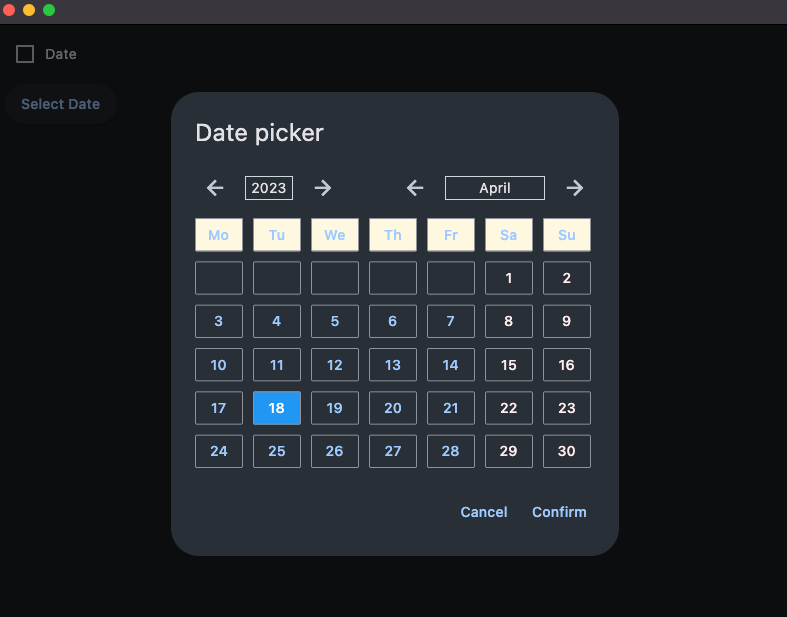 Date
Select Date
Date picker
2023 April
Mo Tu We Th Fr Sa Su
1 2
3 4 5 6 7 8 9
10 11 12 13 14 15 16
17 18 19 20 21 22 23
24 25 26 27 28 29 30
Cancel Confirm